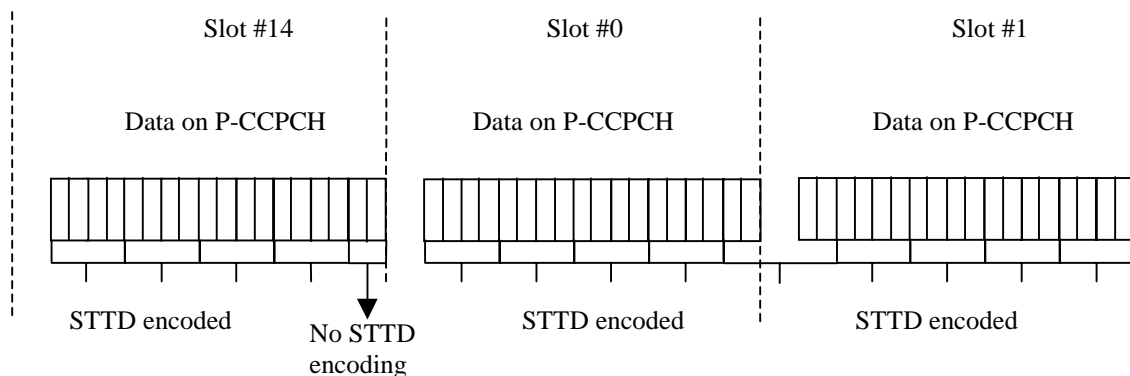 Slot #14
Slot #0
Slot #1
Data on P-CCPCH
Data on P-CCPCH
Data on P-CCPCH
STTD encoded
No STTD
encoding
STTD encoded
STTD encoded